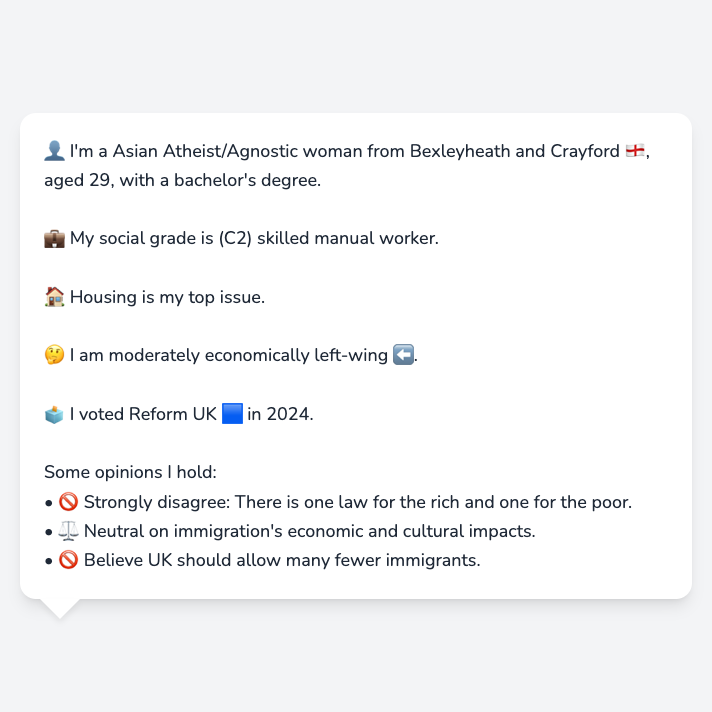 👤 I'm a Asian Atheist/Agnostic woman from Bexleyheath and Crayford 🏴󠁧󠁢󠁥󠁮󠁧󠁿,
aged 29, with a bachelor's degree.
💼 My social grade is (C2) skilled manual worker.
🏠 Housing is my top issue.
🤔 I am moderately economically left-wing ⬅️.
🗳️ I voted Reform UK 🟦 in 2024.
Some opinions I hold:
• 🚫 Strongly disagree: There is one law for the rich and one for the poor.
• ⚖️ Neutral on immigration's economic and cultural impacts.
• 🚫 Believe UK should allow many fewer immigrants.